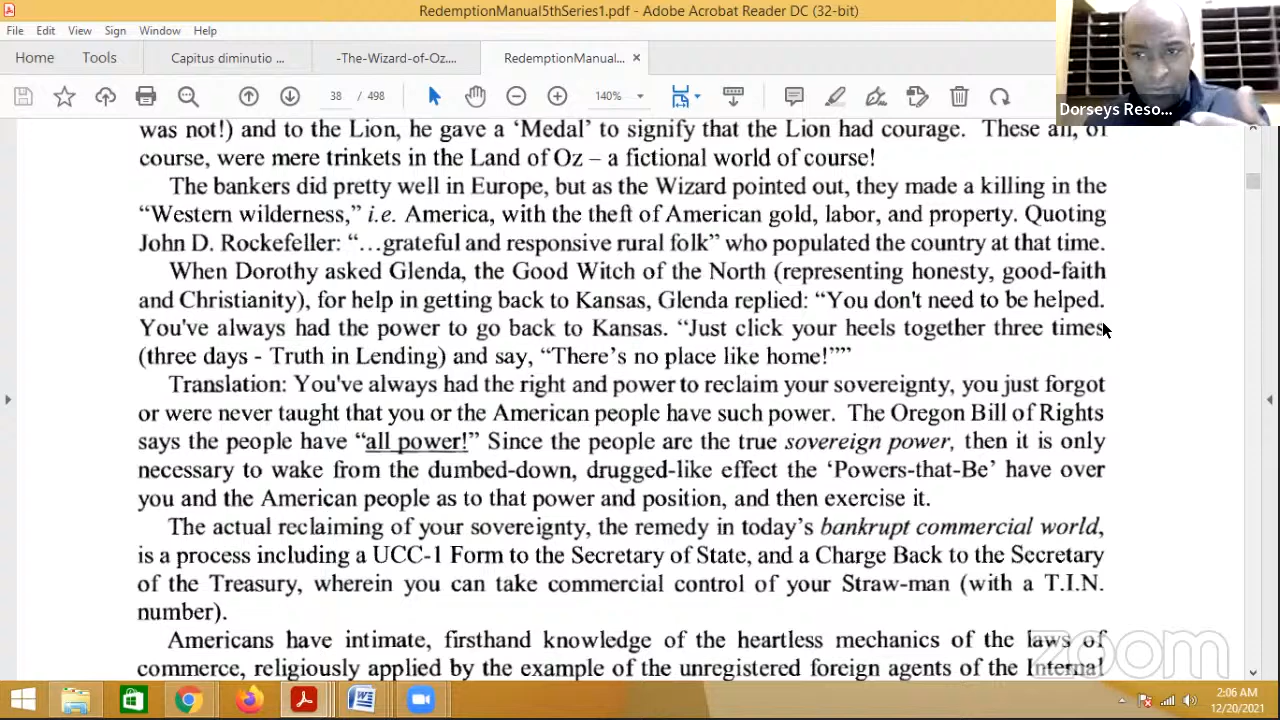 RedemptionManual5thSeries1.pdf - Adobe Acrobat Reader DC (32-bit)
File Edit View Sign Window Help
Home Tools Capitus diminutio ... -The-Wizard-of-Oz.... RedemptionManual... ×
38 / 498 140%
Dorseys Reso...
was not!) and to the Lion, he gave a ‘Medal’ to signify that the Lion had courage. These all, of
course, were mere trinkets in the Land of Oz – a fictional world of course!
The bankers did pretty well in Europe, but as the Wizard pointed out, they made a killing in the
“Western wilderness,” i.e. America, with the theft of American gold, labor, and property. Quoting
John D. Rockefeller: “…grateful and responsive rural folk” who populated the country at that time.
When Dorothy asked Glenda, the Good Witch of the North (representing honesty, good-faith
and Christianity), for help in getting back to Kansas, Glenda replied: “You don't need to be helped.
You've always had the power to go back to Kansas. “Just click your heels together three times
(three days - Truth in Lending) and say, “There’s no place like home!””
Translation: You've always had the right and power to reclaim your sovereignty, you just forgot
or were never taught that you or the American people have such power. The Oregon Bill of Rights
says the people have “all power!” Since the people are the true sovereign power, then it is only
necessary to wake from the dumbed-down, drugged-like effect the ‘Powers-that-Be’ have over
you and the American people as to that power and position, and then exercise it.
The actual reclaiming of your sovereignty, the remedy in today’s bankrupt commercial world,
is a process including a UCC-1 Form to the Secretary of State, and a Charge Back to the Secretary
of the Treasury, wherein you can take commercial control of your Straw-man (with a T.I.N.
number).
Americans have intimate, firsthand knowledge of the heartless mechanics of the laws of
commerce, religiously applied by the example of the unregistered foreign agents of the Internal
zoom
2:06 AM
12/20/2021